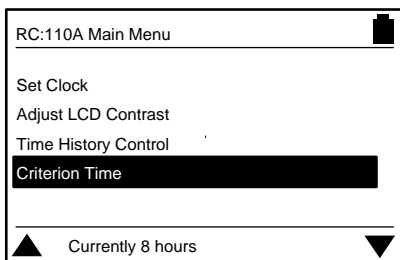 RC:110A Main Menu
Set Clock
Adjust LCD Contrast
Time History Control
Criterion Time
Currently 8 hours